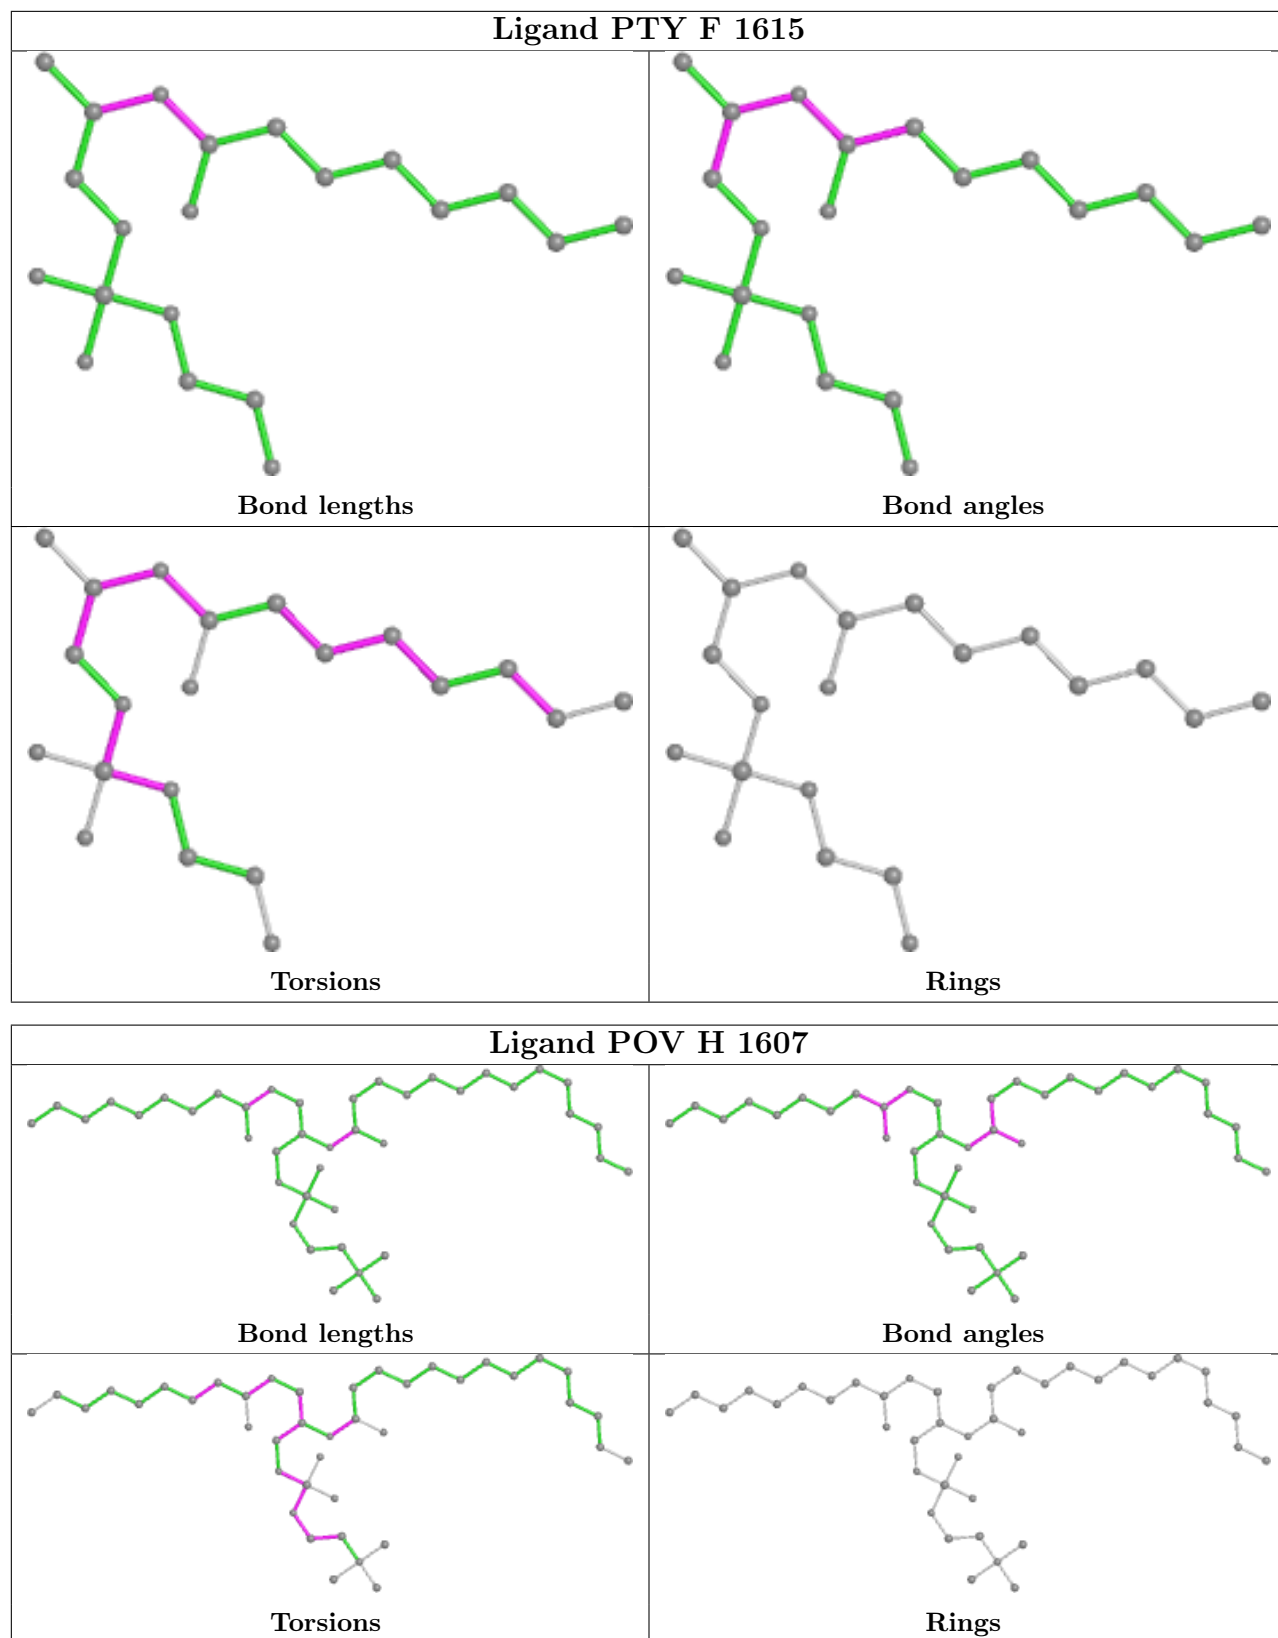 Ligand PTY F 1615
Bond lengths
Bond angles
Torsions
Rings
Ligand POV H 1607
Bond lengths
Bond angles
Torsions
Rings